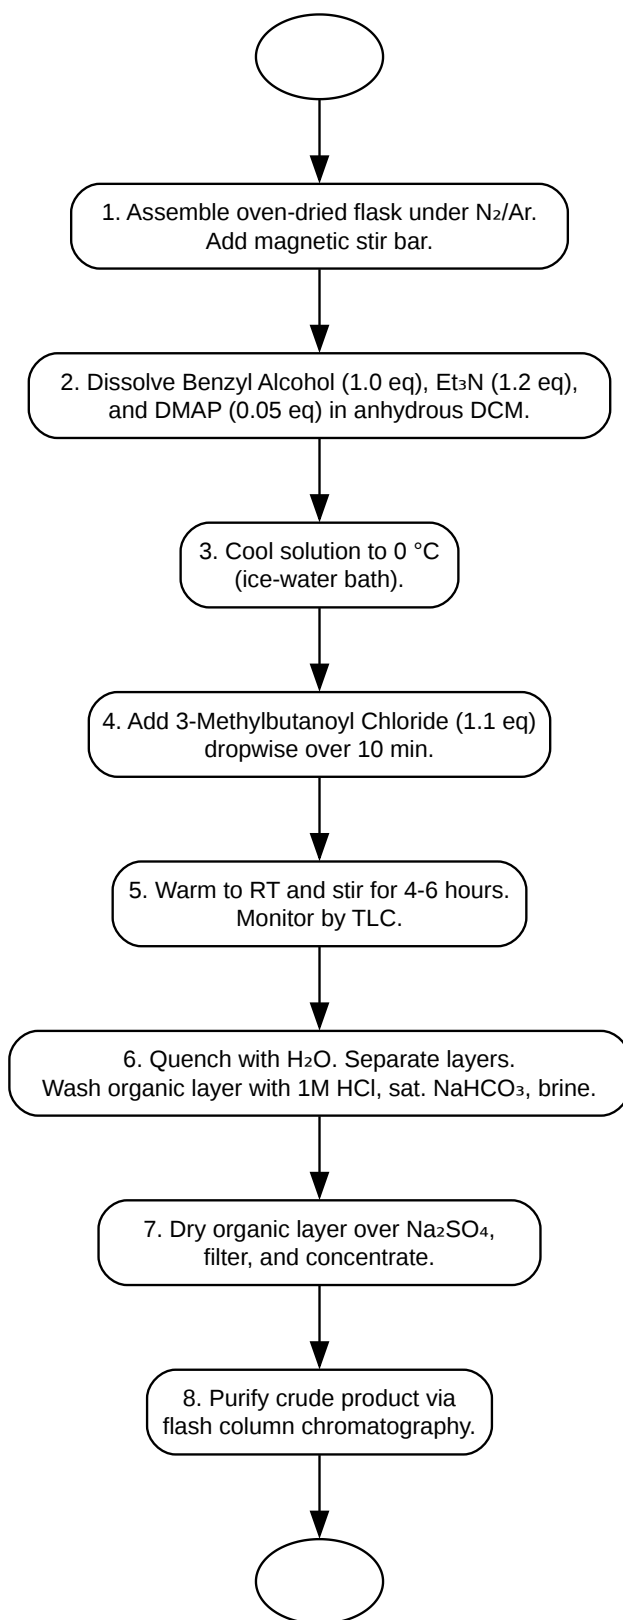 1. Assemble oven-dried flask under N₂/Ar.
Add magnetic stir bar.
2. Dissolve Benzyl Alcohol (1.0 eq), Et₃N (1.2 eq),
and DMAP (0.05 eq) in anhydrous DCM.
3. Cool solution to 0 °C
(ice-water bath).
4. Add 3-Methylbutanoyl Chloride (1.1 eq)
dropwise over 10 min.
5. Warm to RT and stir for 4-6 hours.
Monitor by TLC.
6. Quench with H₂O. Separate layers.
Wash organic layer with 1M HCl, sat. NaHCO₃, brine.
7. Dry organic layer over Na₂SO₄,
filter, and concentrate.
8. Purify crude product via
flash column chromatography.